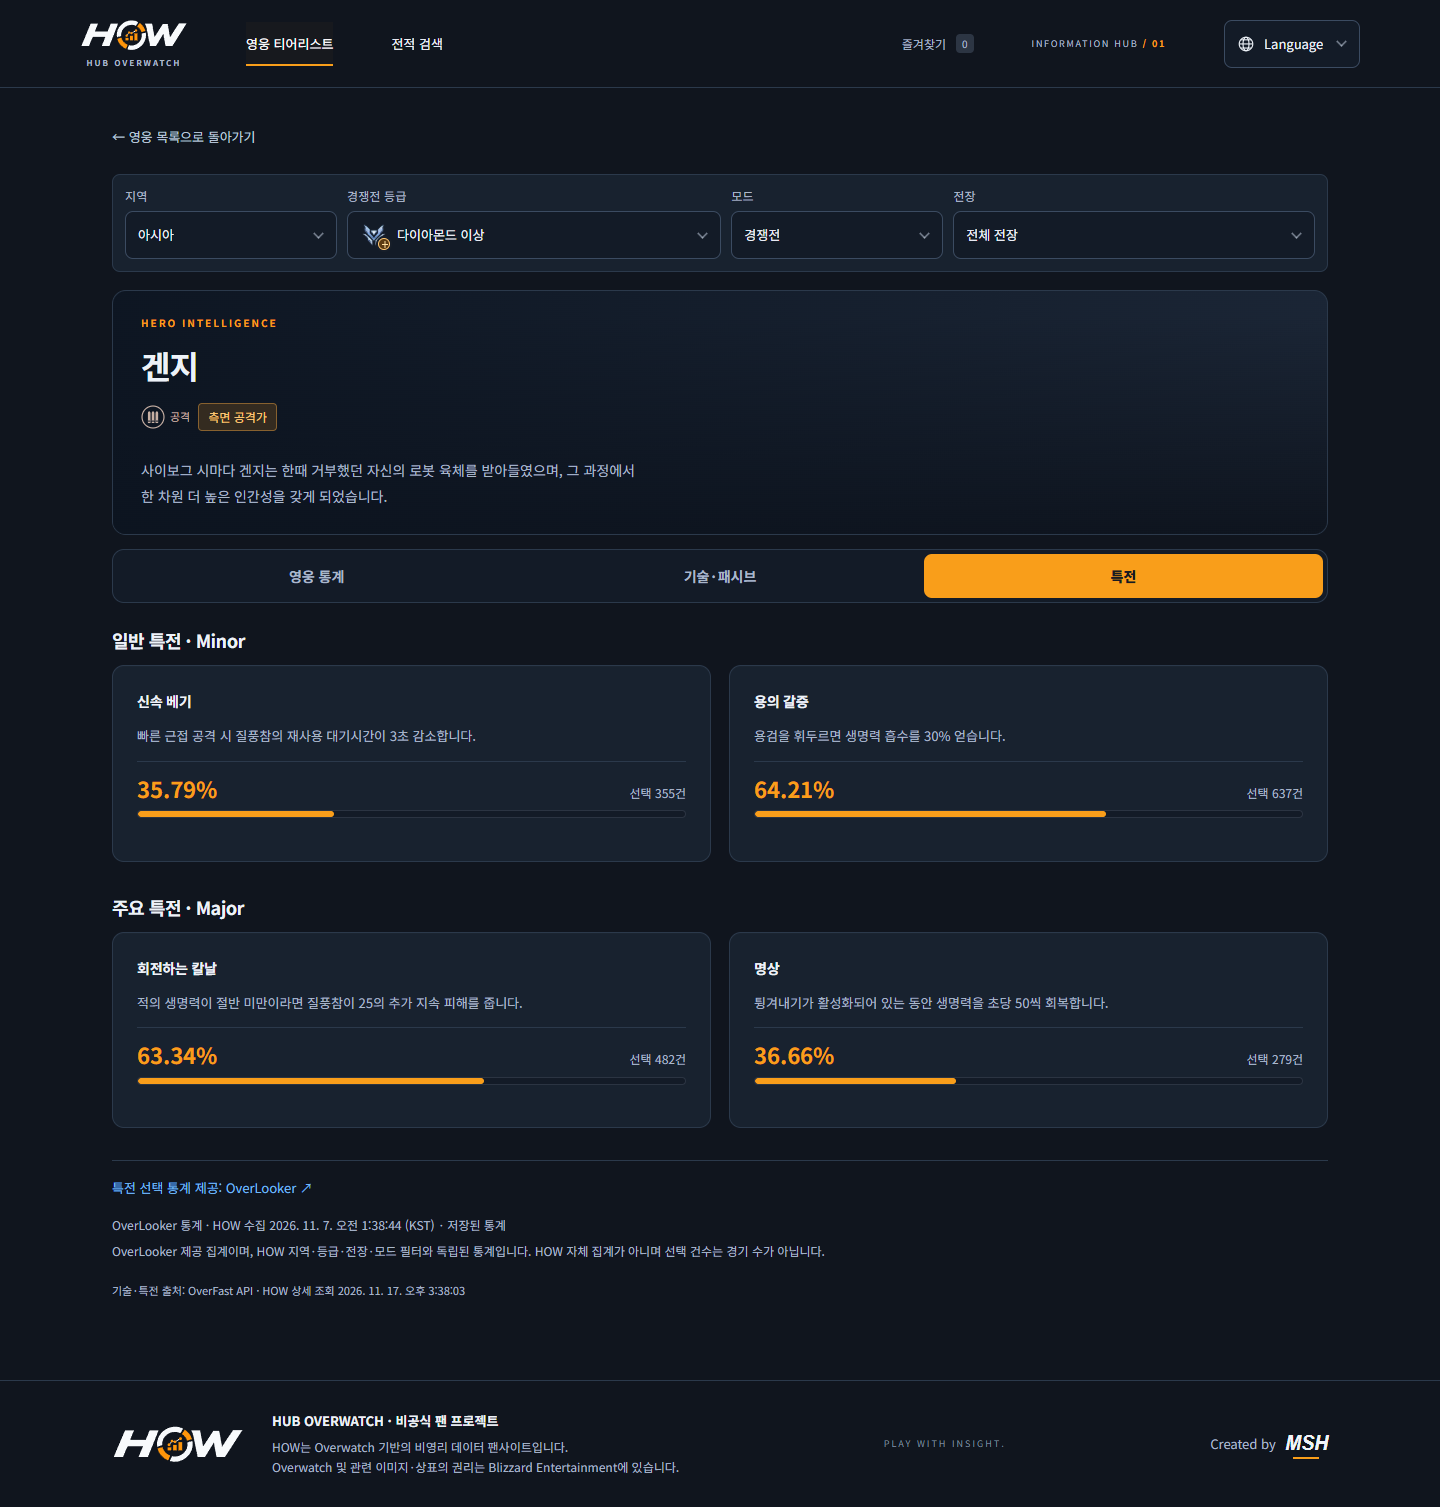 HOW
HUB OVERWATCH
영웅 티어리스트
전적 검색
즐겨찾기 0
INFORMATION HUB / 01
Language
← 영웅 목록으로 돌아가기
지역
경쟁전 등급
모드
전장
아시아
다이아몬드 이상
경쟁전
전체 전장
HERO INTELLIGENCE
겐지
공격 측면 공격가
사이보그 시마다 겐지는 한때 거부했던 자신의 로봇 육체를 받아들였으며, 그 과정에서
한 차원 더 높은 인간성을 갖게 되었습니다.
영웅 통계
기술·패시브
특전
일반 특전 · Minor
신속 베기
빠른 근접 공격 시 질풍참의 재사용 대기시간이 3초 감소합니다.
35.79%
선택 355건
용의 갈증
용검을 휘두르면 생명력 흡수를 30% 얻습니다.
64.21%
선택 637건
주요 특전 · Major
회전하는 칼날
적의 생명력이 절반 미만이라면 질풍참이 25의 추가 지속 피해를 줍니다.
63.34%
선택 482건
명상
튕겨내기가 활성화되어 있는 동안 생명력을 초당 50씩 회복합니다.
36.66%
선택 279건
특전 선택 통계 제공: OverLooker ↗
OverLooker 통계 · HOW 수집 2026. 11. 7. 오전 1:38:44 (KST) · 저장된 통계
OverLooker 제공 집계이며, HOW 지역·등급·전장·모드 필터와 독립된 통계입니다. HOW 자체 집계가 아니며 선택 건수는 경기 수가 아닙니다.
기술·특전 출처: OverFast API · HOW 상세 조회 2026. 11. 17. 오후 3:38:03
HOW
HUB OVERWATCH · 비공식 팬 프로젝트
HOW는 Overwatch 기반의 비영리 데이터 팬사이트입니다.
Overwatch 및 관련 이미지·상표의 권리는 Blizzard Entertainment에 있습니다.
PLAY WITH INSIGHT.
Created by MSH